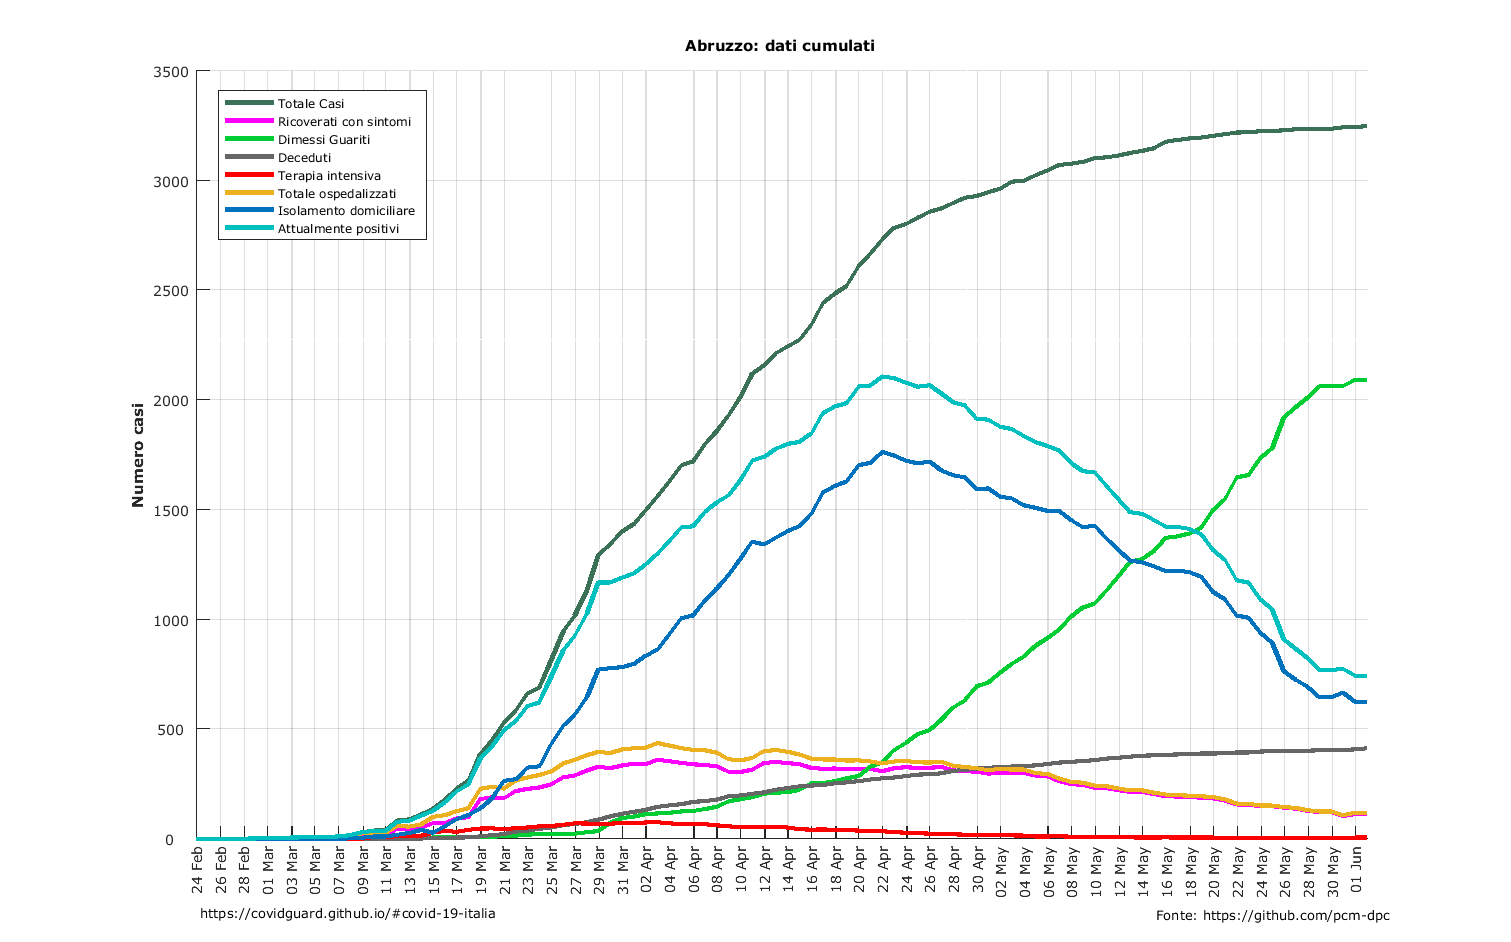 Abruzzo: dati cumulati
3500
3000
2500
2000
1500
1000
500
0
Numero casi
Totale Casi
Ricoverati con sintomi
Dimessi Guariti
Deceduti
Terapia intensiva
Totale ospedalizzati
Isolamento domiciliare
Attualmente positivi
24 Feb
26 Feb
28 Feb
01 Mar
03 Mar
05 Mar
07 Mar
09 Mar
11 Mar
13 Mar
15 Mar
17 Mar
19 Mar
21 Mar
23 Mar
25 Mar
27 Mar
29 Mar
31 Mar
02 Apr
04 Apr
06 Apr
08 Apr
10 Apr
12 Apr
14 Apr
16 Apr
18 Apr
20 Apr
22 Apr
24 Apr
26 Apr
28 Apr
30 Apr
02 May
04 May
06 May
08 May
10 May
12 May
14 May
16 May
18 May
20 May
22 May
24 May
26 May
28 May
30 May
01 Jun
https://covidguard.github.io/#covid-19-italia
Fonte: https://github.com/pcm-dpc